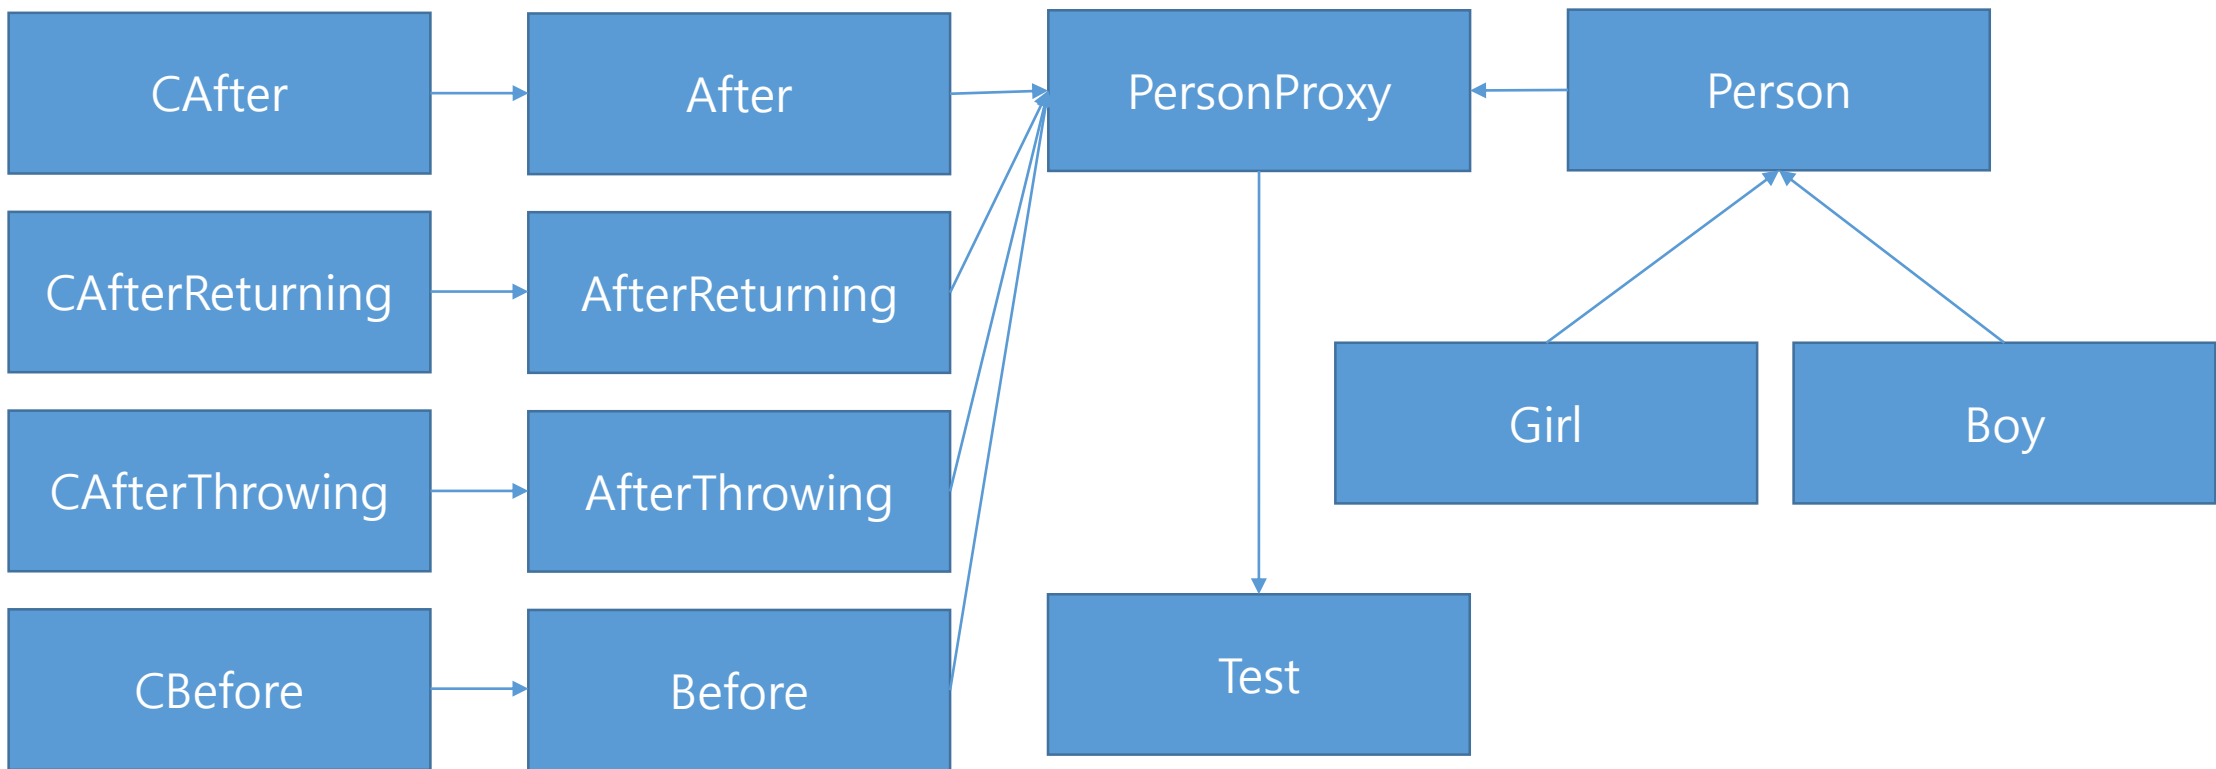 CAfter
After
PersonProxy
Person
CAfterReturning
AfterReturning
Girl
Boy
CAfterThrowing
AfterThrowing
CBefore
Before
Test